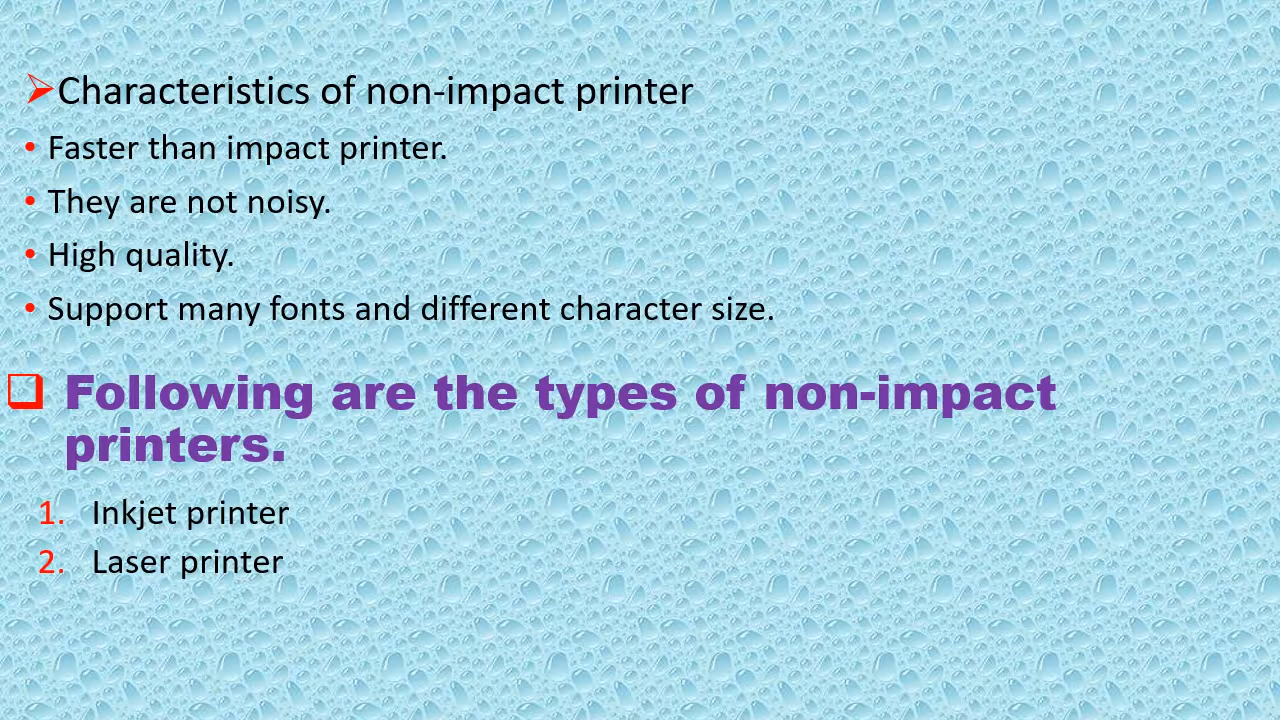 ➢Characteristics of non-impact printer
• Faster than impact printer.
• They are not noisy.
• High quality.
• Support many fonts and different character size.
❑ Following are the types of non-impact
printers.
1. Inkjet printer
2. Laser printer